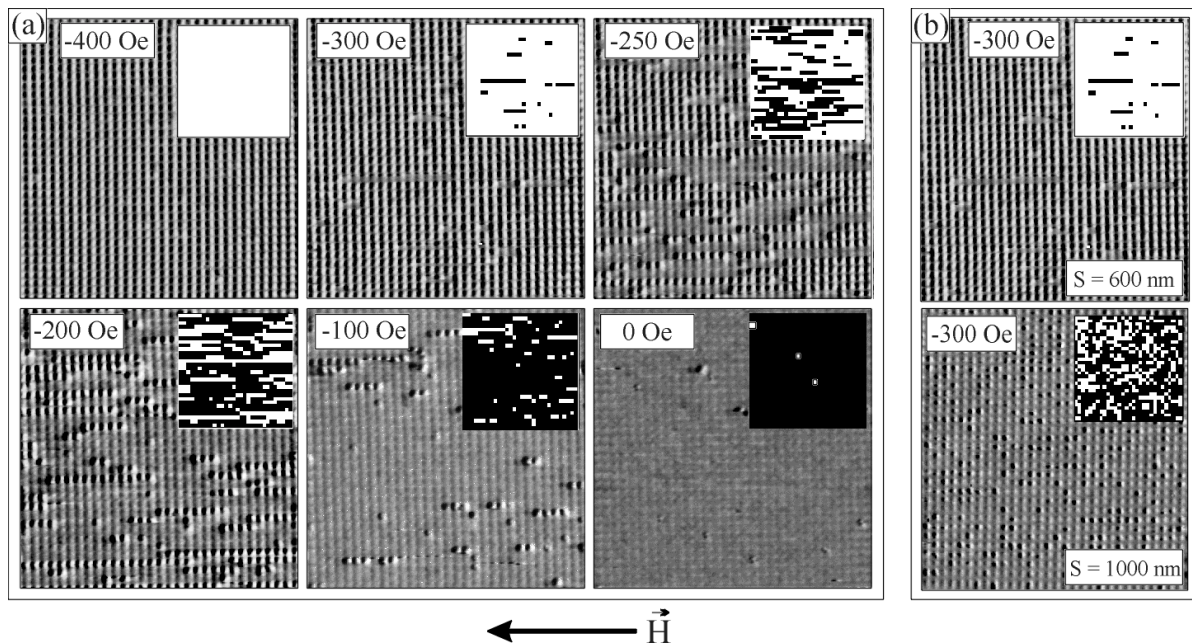 (a)
-400 Oe
-300 Oe
-250 Oe
-200 Oe
-100 Oe
0 Oe
(b)
-300 Oe
S = 600 nm
-300 Oe
S = 1000 nm
H